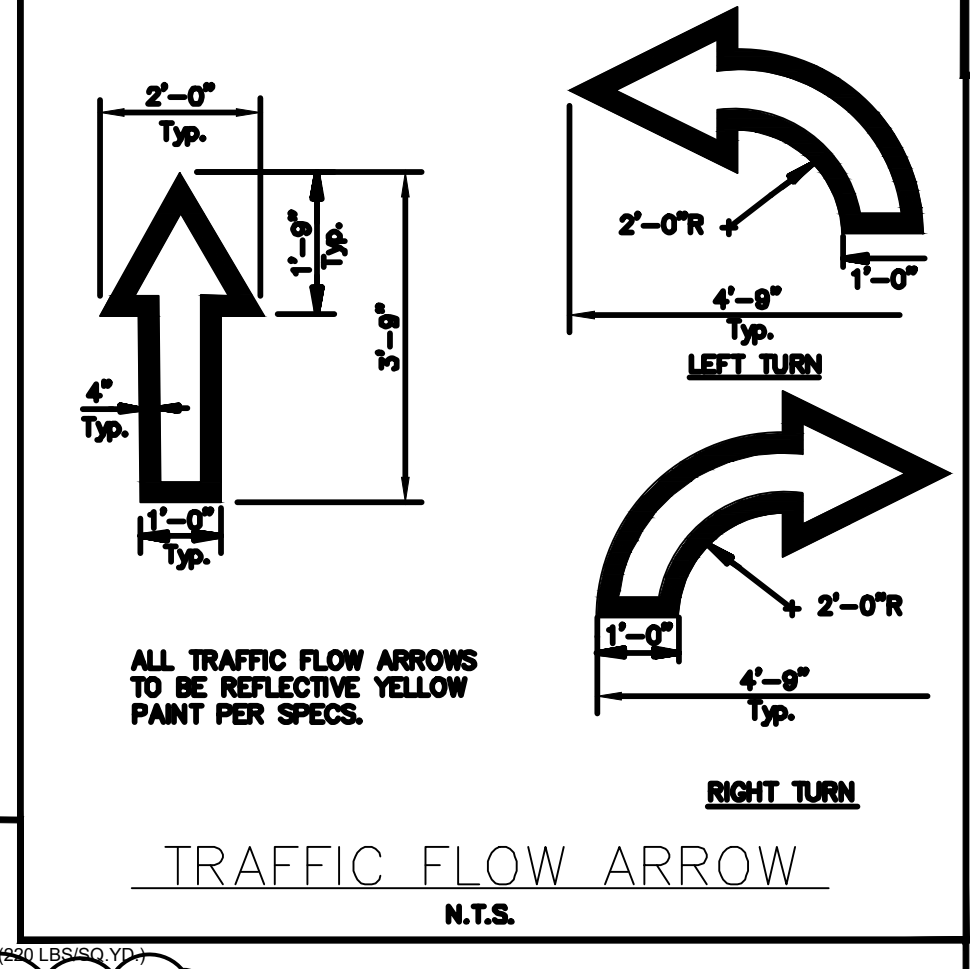 2'-0"
Typ.
1'-9"
Typ.
3'-9"
4"
Typ.
1'-0"
Typ.
2'-0"R
1'-0"
4'-9"
Typ.
LEFT TURN
2'-0"R
1'-0"
4'-9"
Typ.
RIGHT TURN
ALL TRAFFIC FLOW ARROWS
TO BE REFLECTIVE YELLOW
PAINT PER SPECS.
TRAFFIC FLOW ARROW
N.T.S.
(220 LBS/SQ.YD.)